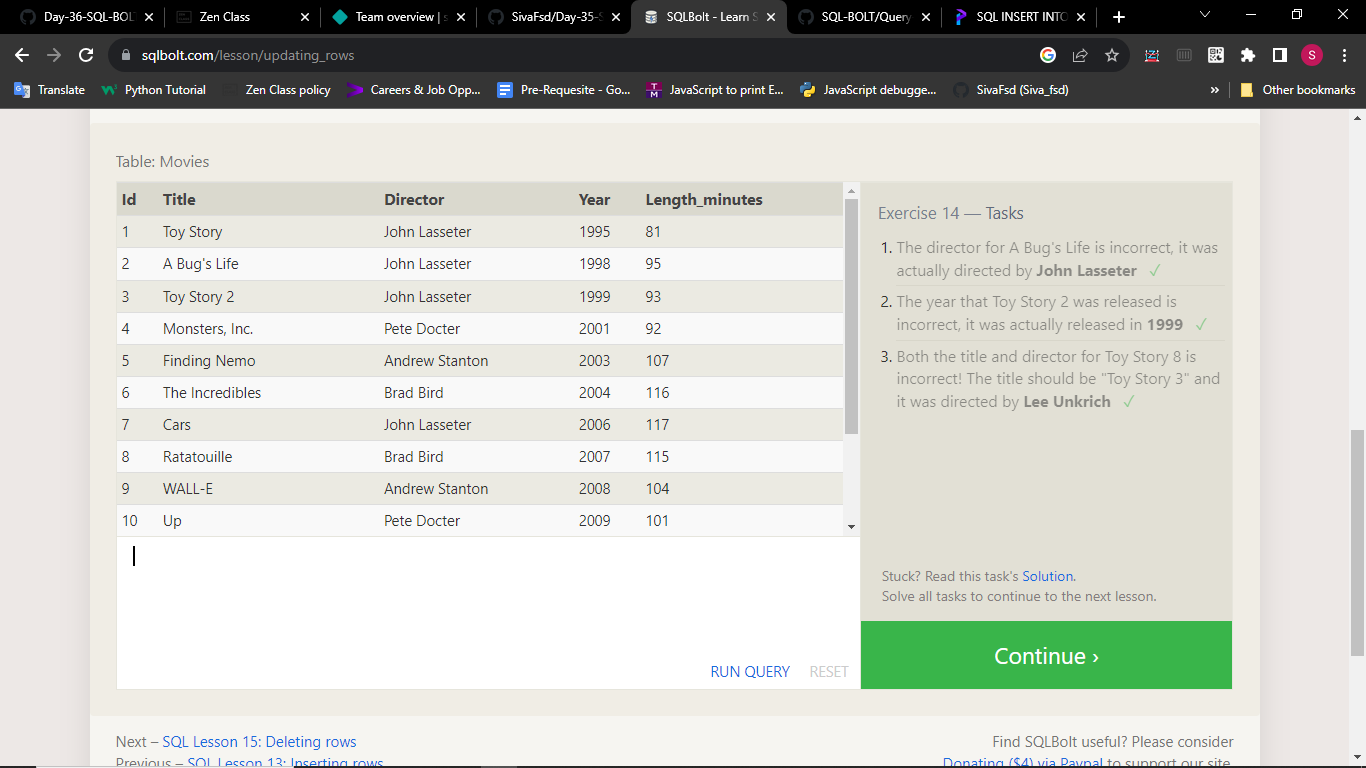 Day-36-SQL-BOL
Zen Class
Team overview | s
SivaFsd/Day-35-S
SQLBolt - Learn S
SQL-BOLT/Query
SQL INSERT INTO
sqlbolt.com/lesson/updating_rows
S
Translate
Python Tutorial
Zen Class policy
Careers & Job Opp...
Pre-Requesite - Go...
TM
JavaScript to print E...
JavaScript debugge...
SivaFsd (Siva_fsd)
»
Other bookmarks
Table: Movies
Id Title Director Year Length_minutes
1 Toy Story John Lasseter 1995 81
2 A Bug's Life John Lasseter 1998 95
3 Toy Story 2 John Lasseter 1999 93
4 Monsters, Inc. Pete Docter 2001 92
5 Finding Nemo Andrew Stanton 2003 107
6 The Incredibles Brad Bird 2004 116
7 Cars John Lasseter 2006 117
8 Ratatouille Brad Bird 2007 115
9 WALL-E Andrew Stanton 2008 104
10 Up Pete Docter 2009 101
RUN QUERY RESET
Exercise 14 — Tasks
1. The director for A Bug's Life is incorrect, it was
actually directed by John Lasseter ✓
2. The year that Toy Story 2 was released is
incorrect, it was actually released in 1999 ✓
3. Both the title and director for Toy Story 8 is
incorrect! The title should be "Toy Story 3" and
it was directed by Lee Unkrich ✓
Stuck? Read this task's Solution.
Solve all tasks to continue to the next lesson.
Continue ›
Next – SQL Lesson 15: Deleting rows
Previous – SQL Lesson 13: Inserting rows
Find SQLBolt useful? Please consider
Donating ($4) via Paypal to support our site.